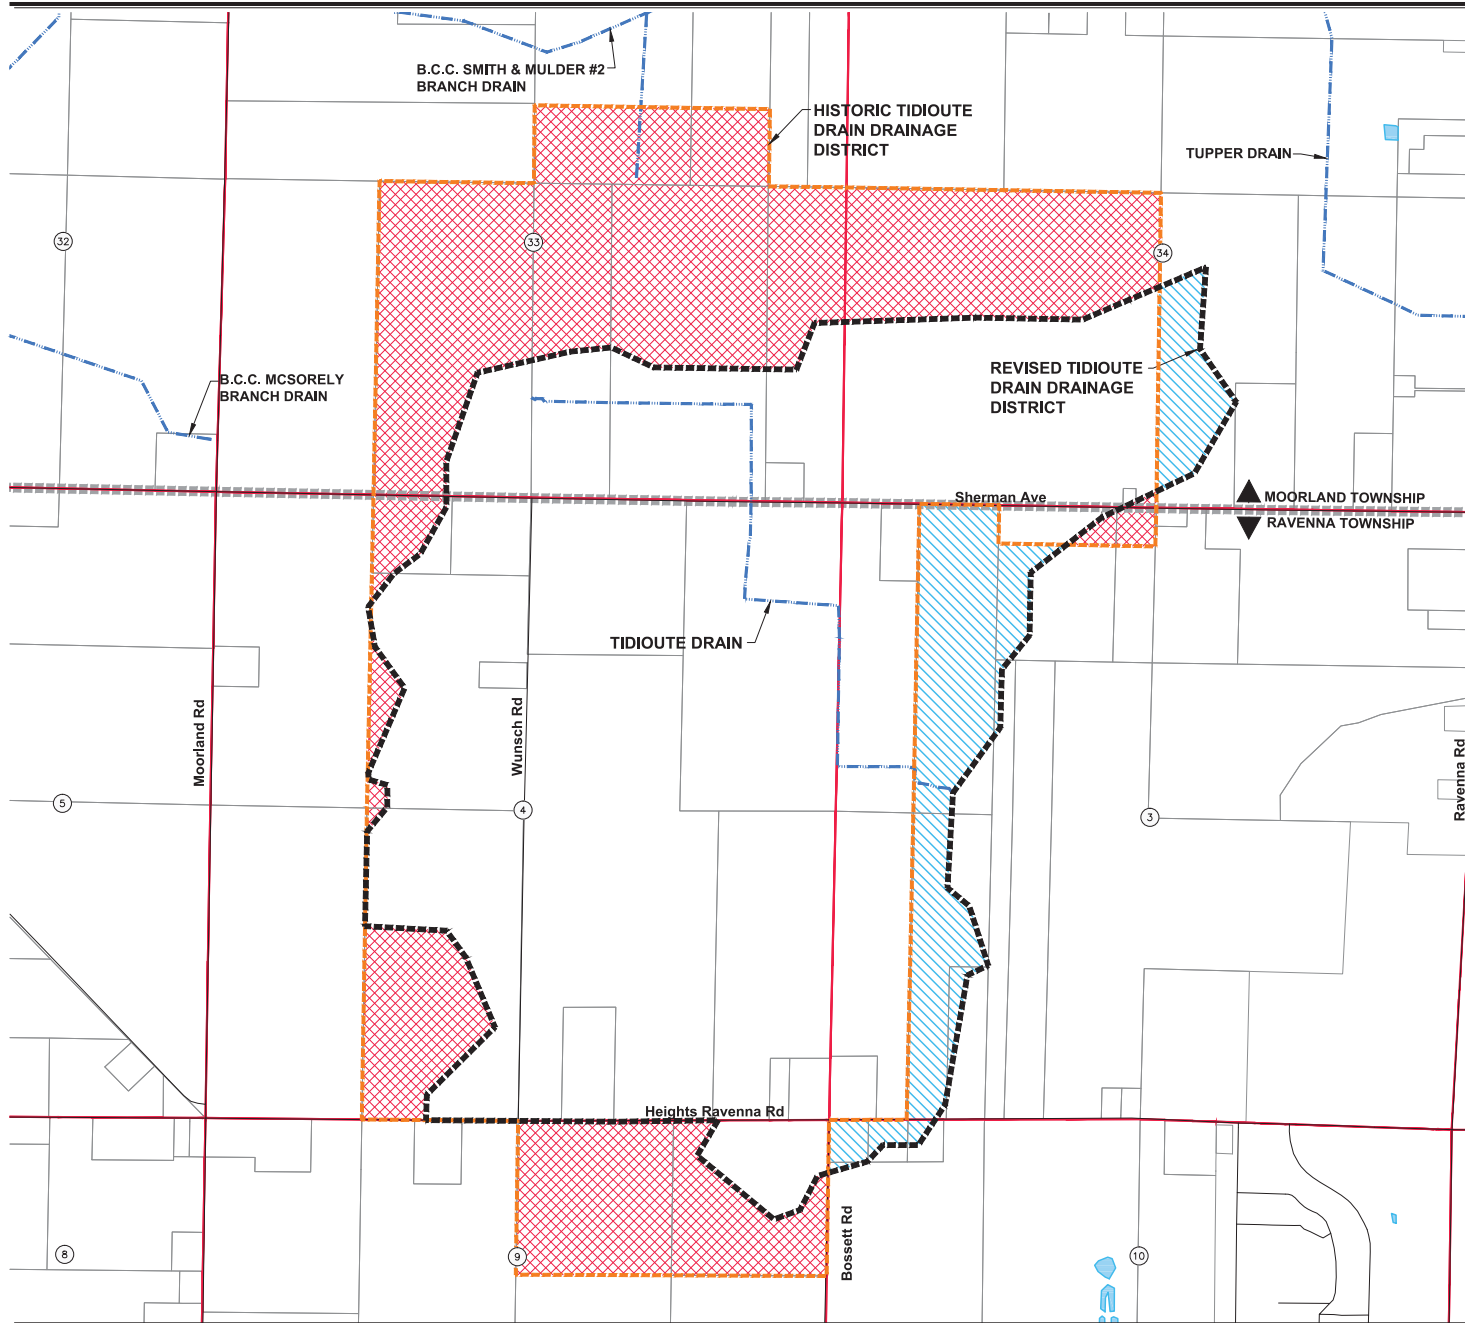 B.C.C. SMITH & MULDER #2
BRANCH DRAIN
HISTORIC TIDIOUTE
DRAIN DRAINAGE
DISTRICT
TUPPER DRAIN
32
33
34
REVISED TIDIOUTE
DRAIN DRAINAGE
DISTRICT
B.C.C. MCSORELY
BRANCH DRAIN
Sherman Ave
MOORLAND TOWNSHIP
RAVENNA TOWNSHIP
TIDIOUTE DRAIN
Moorland Rd
Wunsch Rd
Ravenna Rd
5
4
3
Heights Ravenna Rd
Bossett Rd
8
9
10